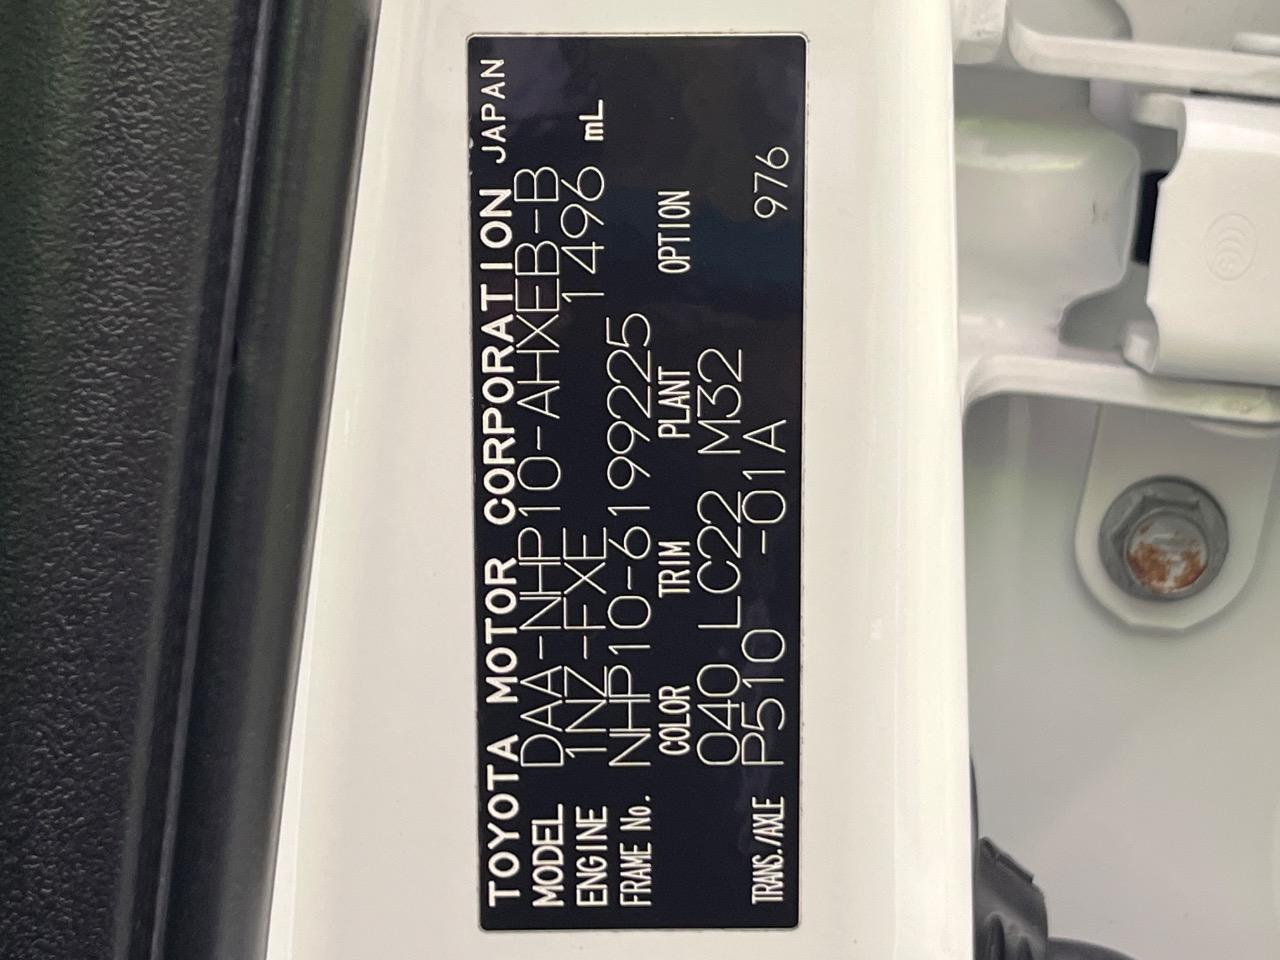 TOYOTA MOTOR CORPORATION JAPAN
MODEL DAA-NHP10-AHXEB-B
ENGINE 1NZ-FXE 1496 mL
FRAME No. NHP10-6199225
COLOR TRIM PLANT OPTION
040 LC22 M32
TRANS./AXLE P510 -01A 976